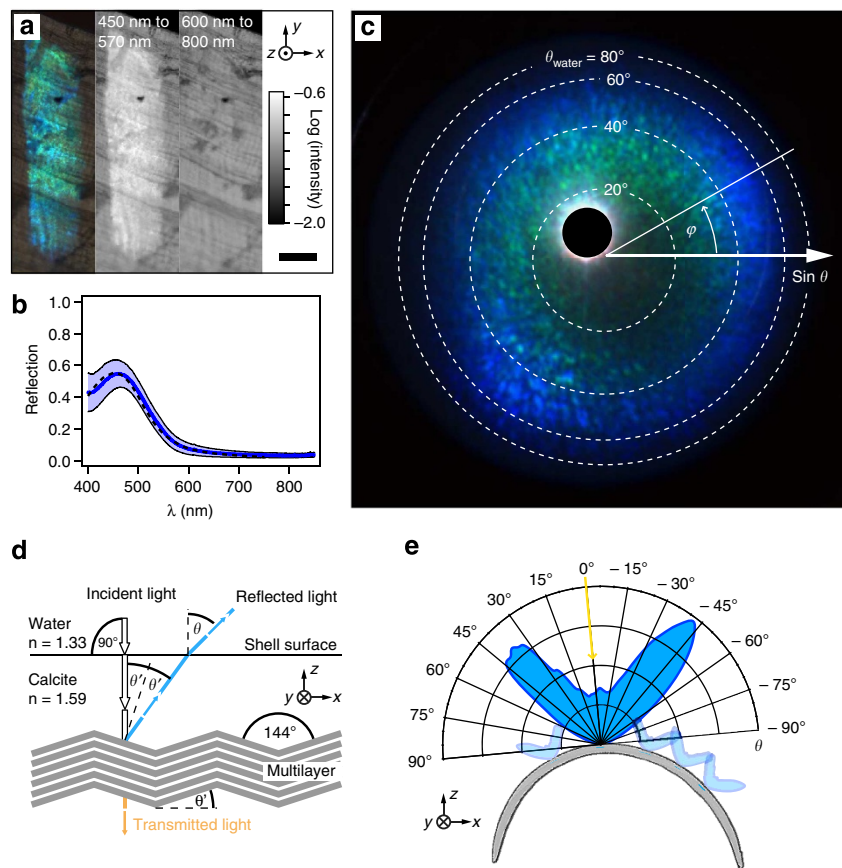 a
450 nm to
570 nm
600 nm to
800 nm
y
z
x
−0.6
Log (intensity)
−2.0
b
1.0
0.8
0.6
0.4
0.2
0.0
Reflection
400
500
600
700
800
λ (nm)
c
θwater = 80°
60°
40°
20°
φ
Sin θ
d
Incident light
Reflected light
Water
n = 1.33
90°
θ
Shell surface
Calcite
n = 1.59
θ′
θ′
z
y
x
144°
Multilayer
θ'
Transmitted light
e
0°
15°
− 15°
30°
− 30°
45°
− 45°
60°
− 60°
75°
− 75°
90°
− 90°
θ
z
y
x